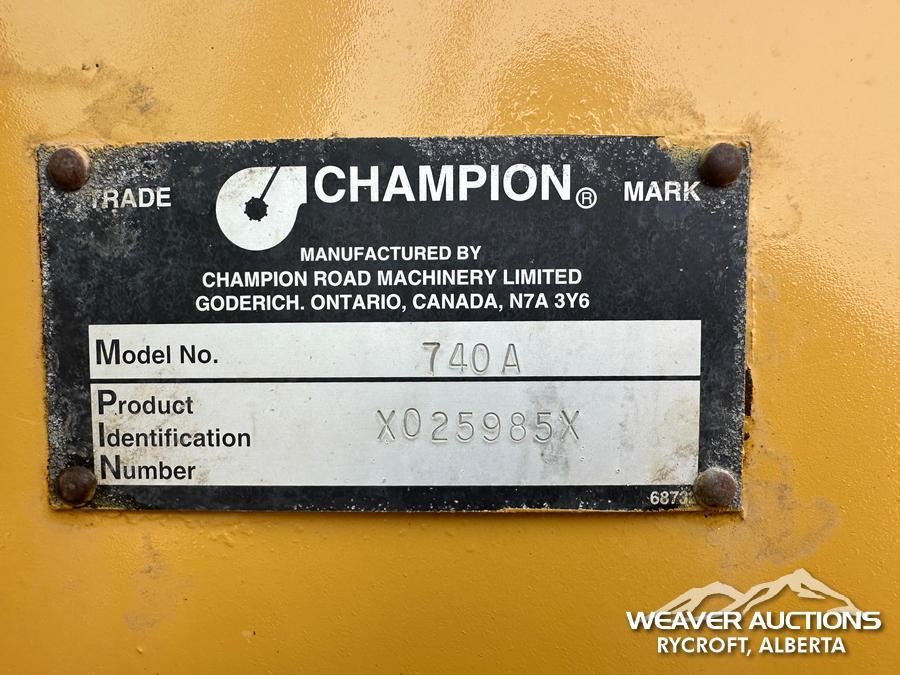 TRADE CHAMPION ® MARK
MANUFACTURED BY
CHAMPION ROAD MACHINERY LIMITED
GODERICH. ONTARIO, CANADA, N7A 3Y6
Model No. 740A
Product
Identification X025985X
Number
WEAVER AUCTIONS
RYCROFT, ALBERTA